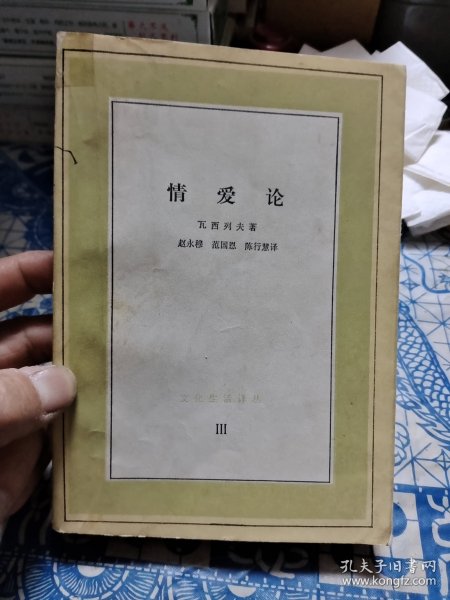 情爱论
瓦西列夫著
赵永穆 范国恩 陈行慧译
文化生活译丛
III
孔夫子旧书网
www.kongfz.com